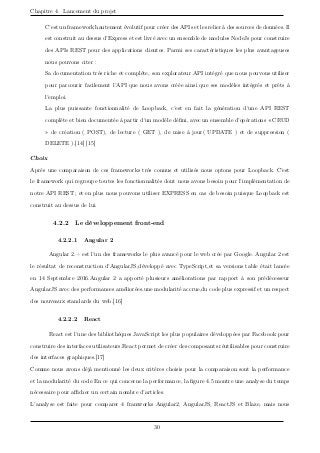 Chapitre 4. Lancement du projet
C'est un framework hautement évolutif pour créer des APIs et les relier à des sources de données. Il
est construit au dessus d'Express et est livré avec un ensemble de modules NodeJs pour construire
des APIs REST pour des applications clientes. Parmi ses caractéristiques les plus avantageuses
nous pouvons citer :
Sa documentation très riche et complète, son explorateur API intégré que nous pouvons utiliser
pour parcourir facilement l'API que nous avons créée ainsi que ses modèles intégrés et prêts à
l'emploi.
La plus puissante fonctionnalité de Loopback, c'est en fait la génération d'une API REST
complète et bien documentée à partir d'un modèle défini, avec un ensemble d'opérations « CRUD
» de création ( POST), de lecture ( GET ), de mise à jour( UPDATE ) et de suppression (
DELETE ).[14] [15]
Choix
Après une comparaison de ces frameworks très connus et utilisés nous optons pour Loopback. C'est
le framework qui regroupe toutes les fonctionnalités dont nous avons besoin pour l'implémentation de
notre API REST ; et en plus nous pouvons utiliser EXPRESS en cas de besoin puisque Loopback est
construit au dessus de lui.
4.2.2 Le développement front-end
4.2.2.1 Angular 2
Angular 2 – est l'un des frameworks le plus avancé pour le web crée par Google. Angular 2 est
le résultat de reconstruction d'AngularJS développé avec TypeScript,et sa versions table était lancée
en 14 Septembre 2016.Angular 2 a apporté plusieurs améliorations par rapport à son prédécesseur
AngularJS avec des performances ameliorées,une modularité accrue,du code plus expressif et un respect
des nouveaux standards du web.[16]
4.2.2.2 React
React est l'une des bibliothèques JavaScript les plus populaires développées par Facebook pour
construire des interfaces utilisateurs.React permet de créer des composants réutilisables pour construire
des interfaces graphiques.[17]
Comme nous avons déjà mentionné les deux critères choisis pour la comparaison sont la performance
et la modularité du code.En ce qui concerne la performance, la figure 4.5 montre une analyse du temps
nécessaire pour afficher un certain nombre d'articles.
L'analyse est faite pour comparer 4 framworks Angular2, AngularJS, ReactJS et Blaze, mais nous
30